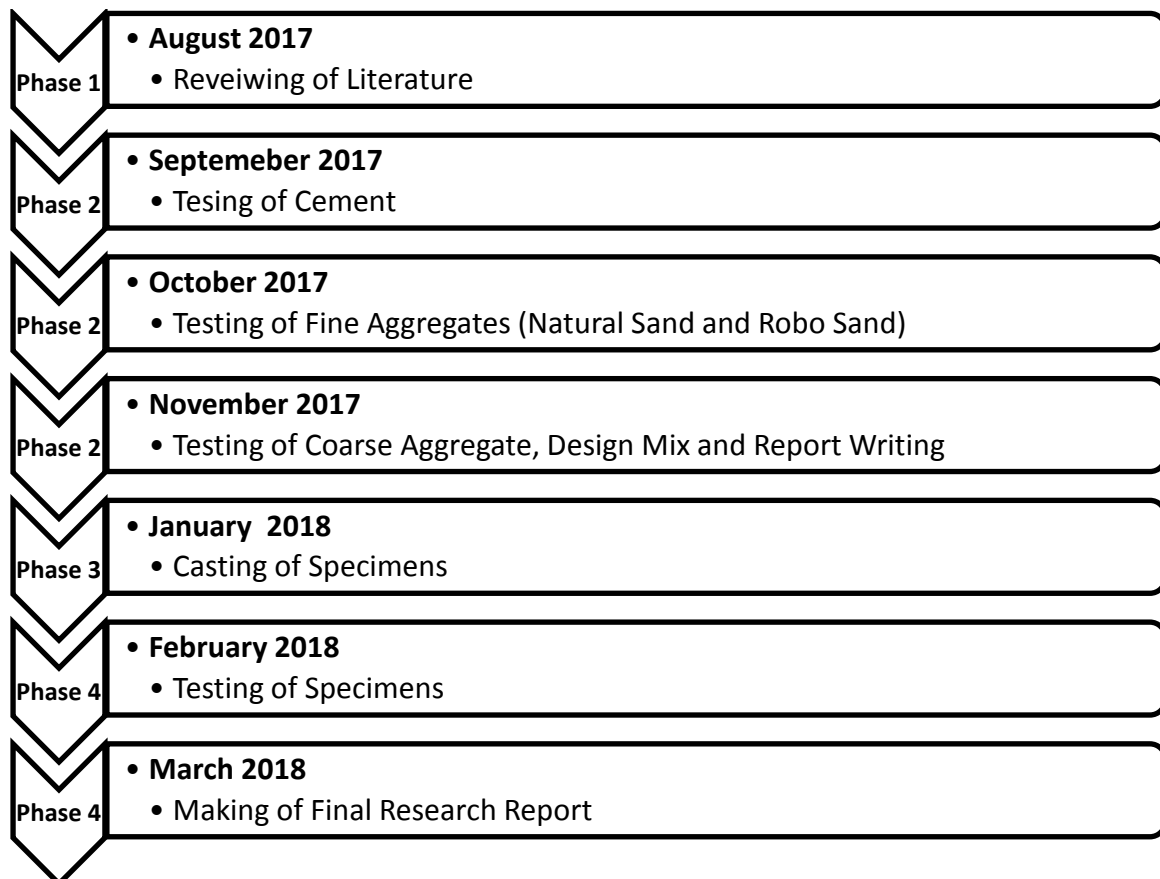 Phase 1
• August 2017
• Reveiwing of Literature
Phase 2
• Septemeber 2017
• Tesing of Cement
Phase 2
• October 2017
• Testing of Fine Aggregates (Natural Sand and Robo Sand)
Phase 2
• November 2017
• Testing of Coarse Aggregate, Design Mix and Report Writing
Phase 3
• January  2018
• Casting of Specimens
Phase 4
• February 2018
• Testing of Specimens
Phase 4
• March 2018
• Making of Final Research Report